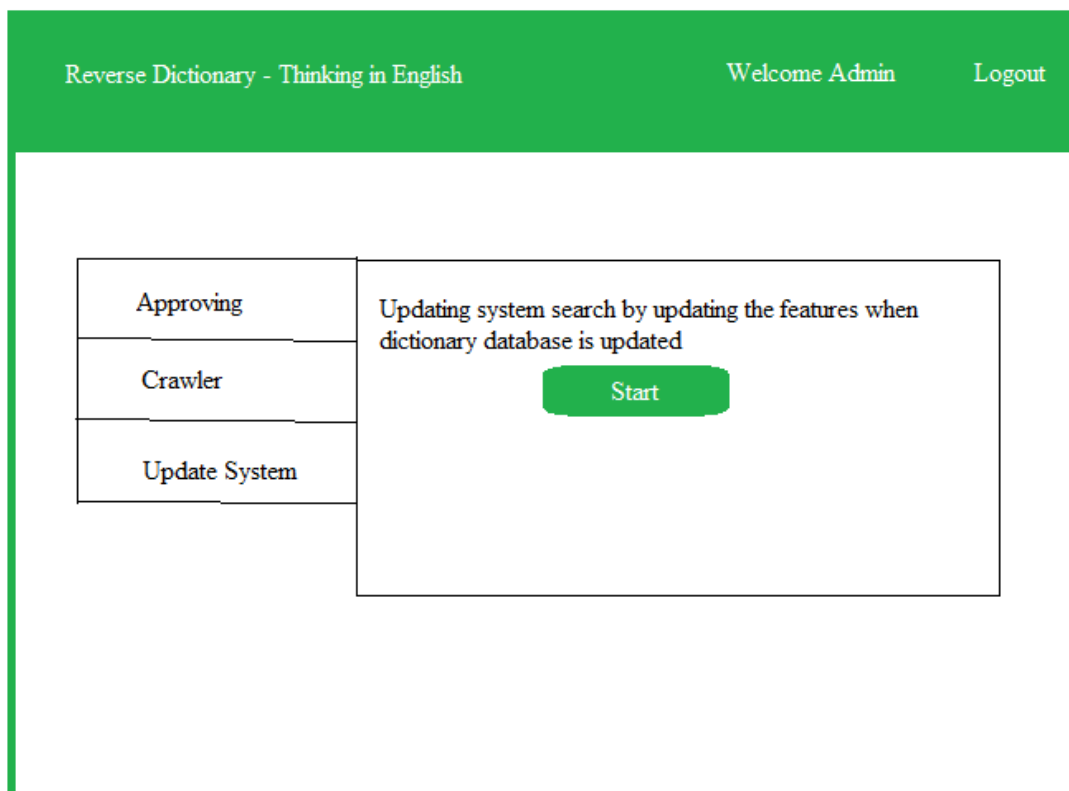 Reverse Dictionary - Thinking in English
Welcome Admin
Logout
Approving
Crawler
Update System
Updating system search by updating the features when
dictionary database is updated
Start